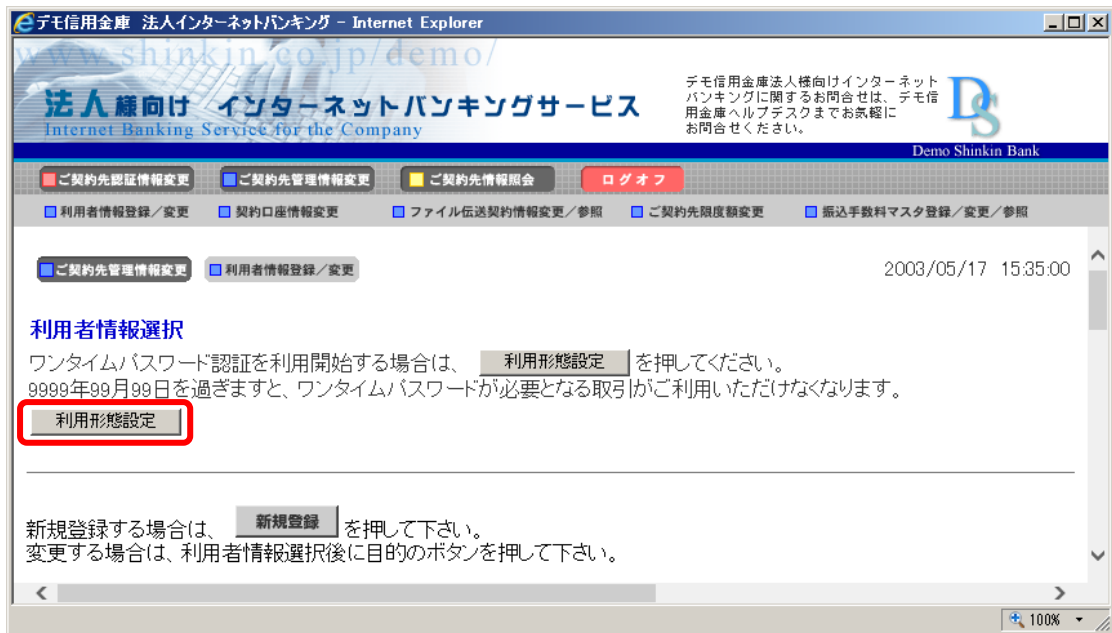 デモ信用金庫 法人インターネットバンキング - Internet Explorer
www.shinkin.co.jp/demo/
法人様向け インターネットバンキングサービス
Internet Banking Service for the Company
デモ信用金庫法人様向けインターネット
バンキングに関するお問合せは、デモ信
用金庫ヘルプデスクまでお気軽に
お問合せください。
DS
Demo Shinkin Bank
ご契約先認証情報変更 ご契約先管理情報変更 ご契約先情報照会 ログオフ
利用者情報登録／変更 契約口座情報変更 ファイル伝送契約情報変更／参照 ご契約先限度額変更 振込手数料マスタ登録／変更／参照
ご契約先管理情報変更 利用者情報登録／変更 2003/05/17 15:35:00
利用者情報選択
ワンタイムパスワード認証を利用開始する場合は、 利用形態設定 を押してください。
9999年99月99日を過ぎますと、ワンタイムパスワードが必要となる取引がご利用いただけなくなります。
利用形態設定
新規登録する場合は、 新規登録 を押して下さい。
変更する場合は、利用者情報選択後に目的のボタンを押して下さい。
100%